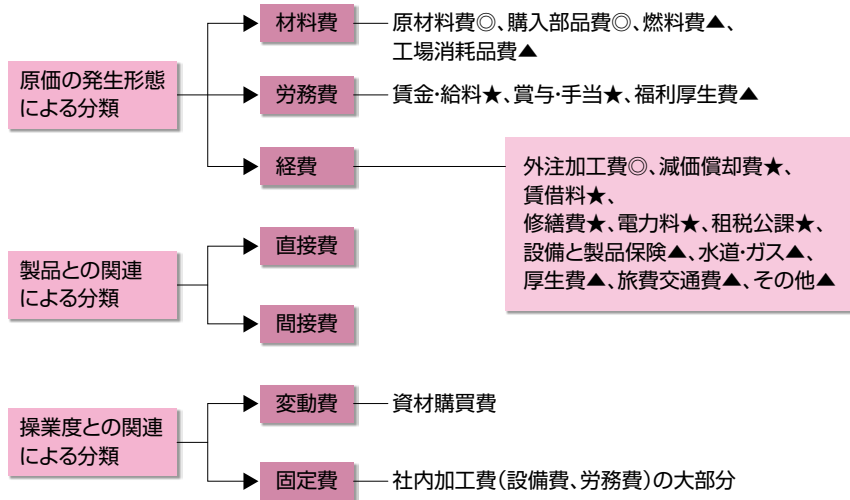 原価の発生形態
による分類
材料費
原材料費◎、購入部品費◎、燃料費▲、
工場消耗品費▲
労務費
賃金・給料★、賞与・手当★、福利厚生費▲
経費
外注加工費◎、減価償却費★、
賃借料★、
修繕費★、電力料★、租税公課★、
設備と製品保険▲、水道・ガス▲、
厚生費▲、旅費交通費▲、その他▲
製品との関連
による分類
直接費
間接費
操業度との関連
による分類
変動費
資材購買費
固定費
社内加工費(設備費、労務費)の大部分